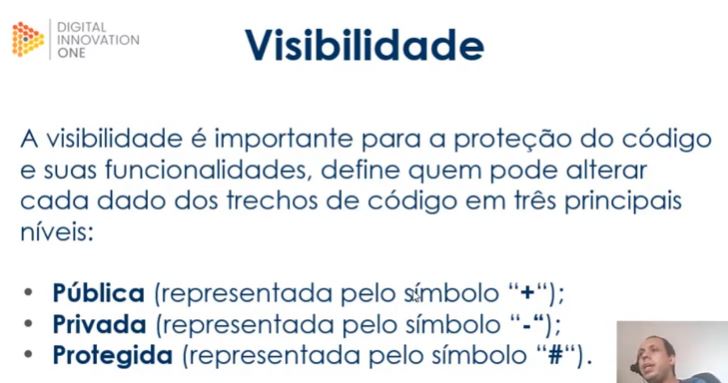 DIGITAL
INNOVATION
ONE
Visibilidade
A visibilidade é importante para a proteção do código
e suas funcionalidades, define quem pode alterar
cada dado dos trechos de código em três principais
níveis:
• Pública (representada pelo símbolo “+“);
• Privada (representada pelo símbolo “-“);
• Protegida (representada pelo símbolo “#“).